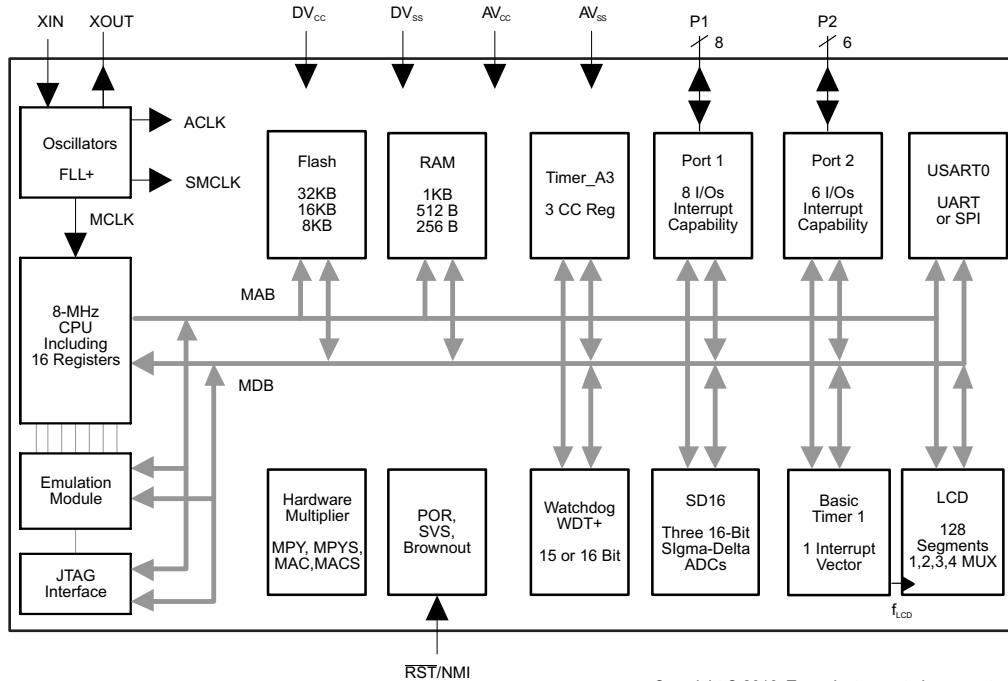 XIN XOUT DVCC DVSS AVCC AVSS P1 P2
8 6
Oscillators
FLL+
ACLK
SMCLK
MCLK
Flash
32KB
16KB
8KB
RAM
1KB
512 B
256 B
Timer_A3
3 CC Reg
Port 1
8 I/Os
Interrupt
Capability
Port 2
6 I/Os
Interrupt
Capability
USART0
UART
or SPI
8-MHz
CPU
Including
16 Registers
MAB
MDB
Emulation
Module
JTAG
Interface
Hardware
Multiplier
MPY, MPYS,
MAC,MACS
POR,
SVS,
Brownout
Watchdog
WDT+
15 or 16 Bit
SD16
Three 16-Bit
SIgma-Delta
ADCs
Basic
Timer 1
1 Interrupt
Vector
LCD
128
Segments
1,2,3,4 MUX
fLCD
RST/NMI